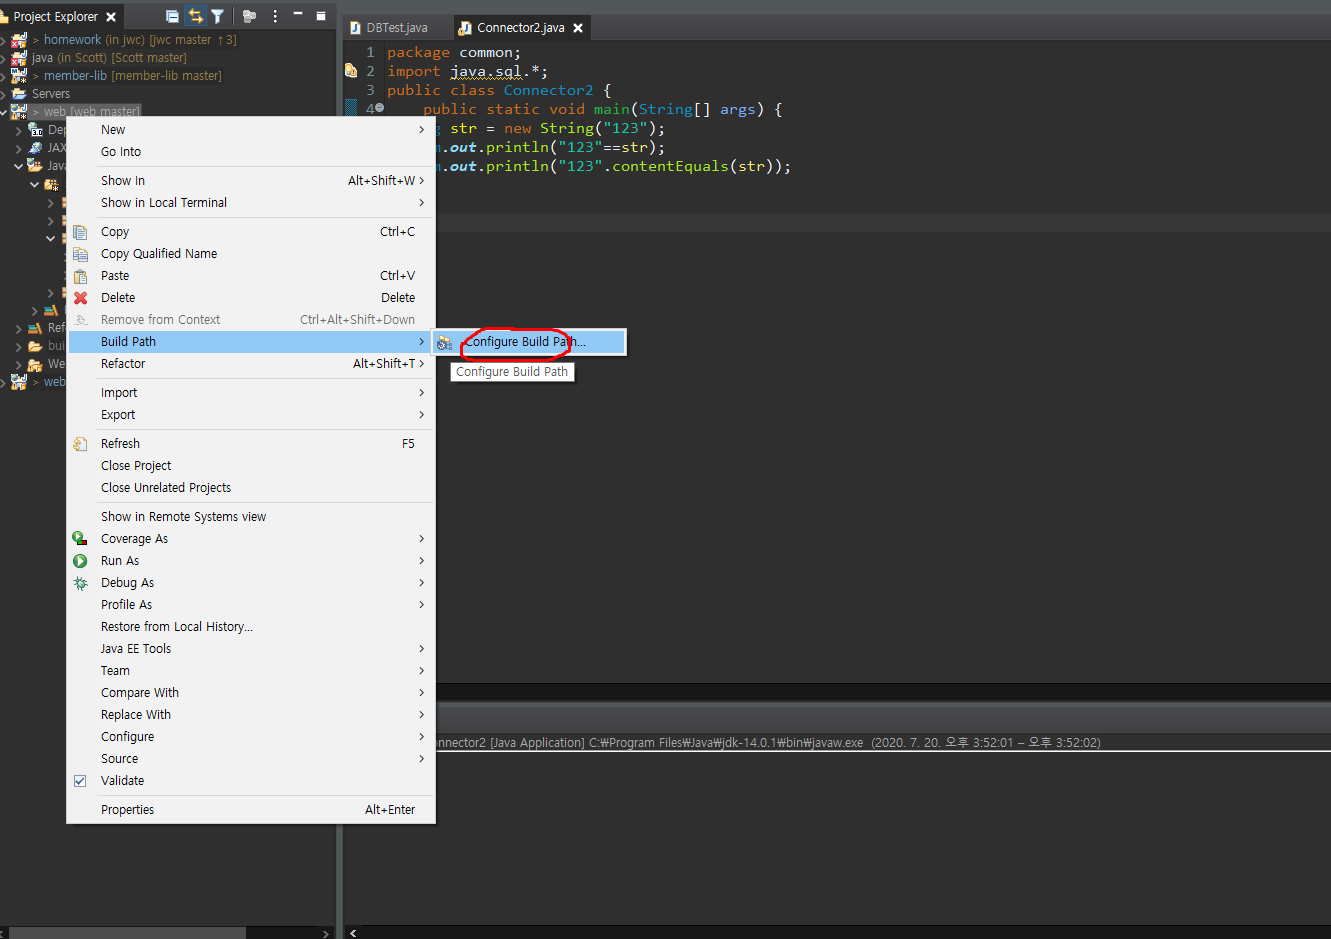 Project Explorer
> homework (in jwc) [jwc master ↑3]
java (in Scott) [Scott master]
> member-lib [member-lib master]
Servers
> web [web master]
Dep
JAX
Java
Ref
bui
We
> web
New
Go Into
Show In Alt+Shift+W
Show in Local Terminal
Copy Ctrl+C
Copy Qualified Name
Paste Ctrl+V
Delete Delete
Remove from Context Ctrl+Alt+Shift+Down
Build Path
Refactor Alt+Shift+T
Import
Export
Refresh F5
Close Project
Close Unrelated Projects
Show in Remote Systems view
Coverage As
Run As
Debug As
Profile As
Restore from Local History...
Java EE Tools
Team
Compare With
Replace With
Configure
Source
Validate
Properties Alt+Enter
Configure Build Path...
Configure Build Path
DBTest.java
Connector2.java
1 package common;
2 import java.sql.*;
3 public class Connector2 {
4 public static void main(String[] args) {
str = new String("123");
.out.println("123"==str);
.out.println("123".contentEquals(str));
nnector2 [Java Application] C:₩Program Files₩Java₩jdk-14.0.1₩bin₩javaw.exe (2020. 7. 20. 오후 3:52:01 – 오후 3:52:02)